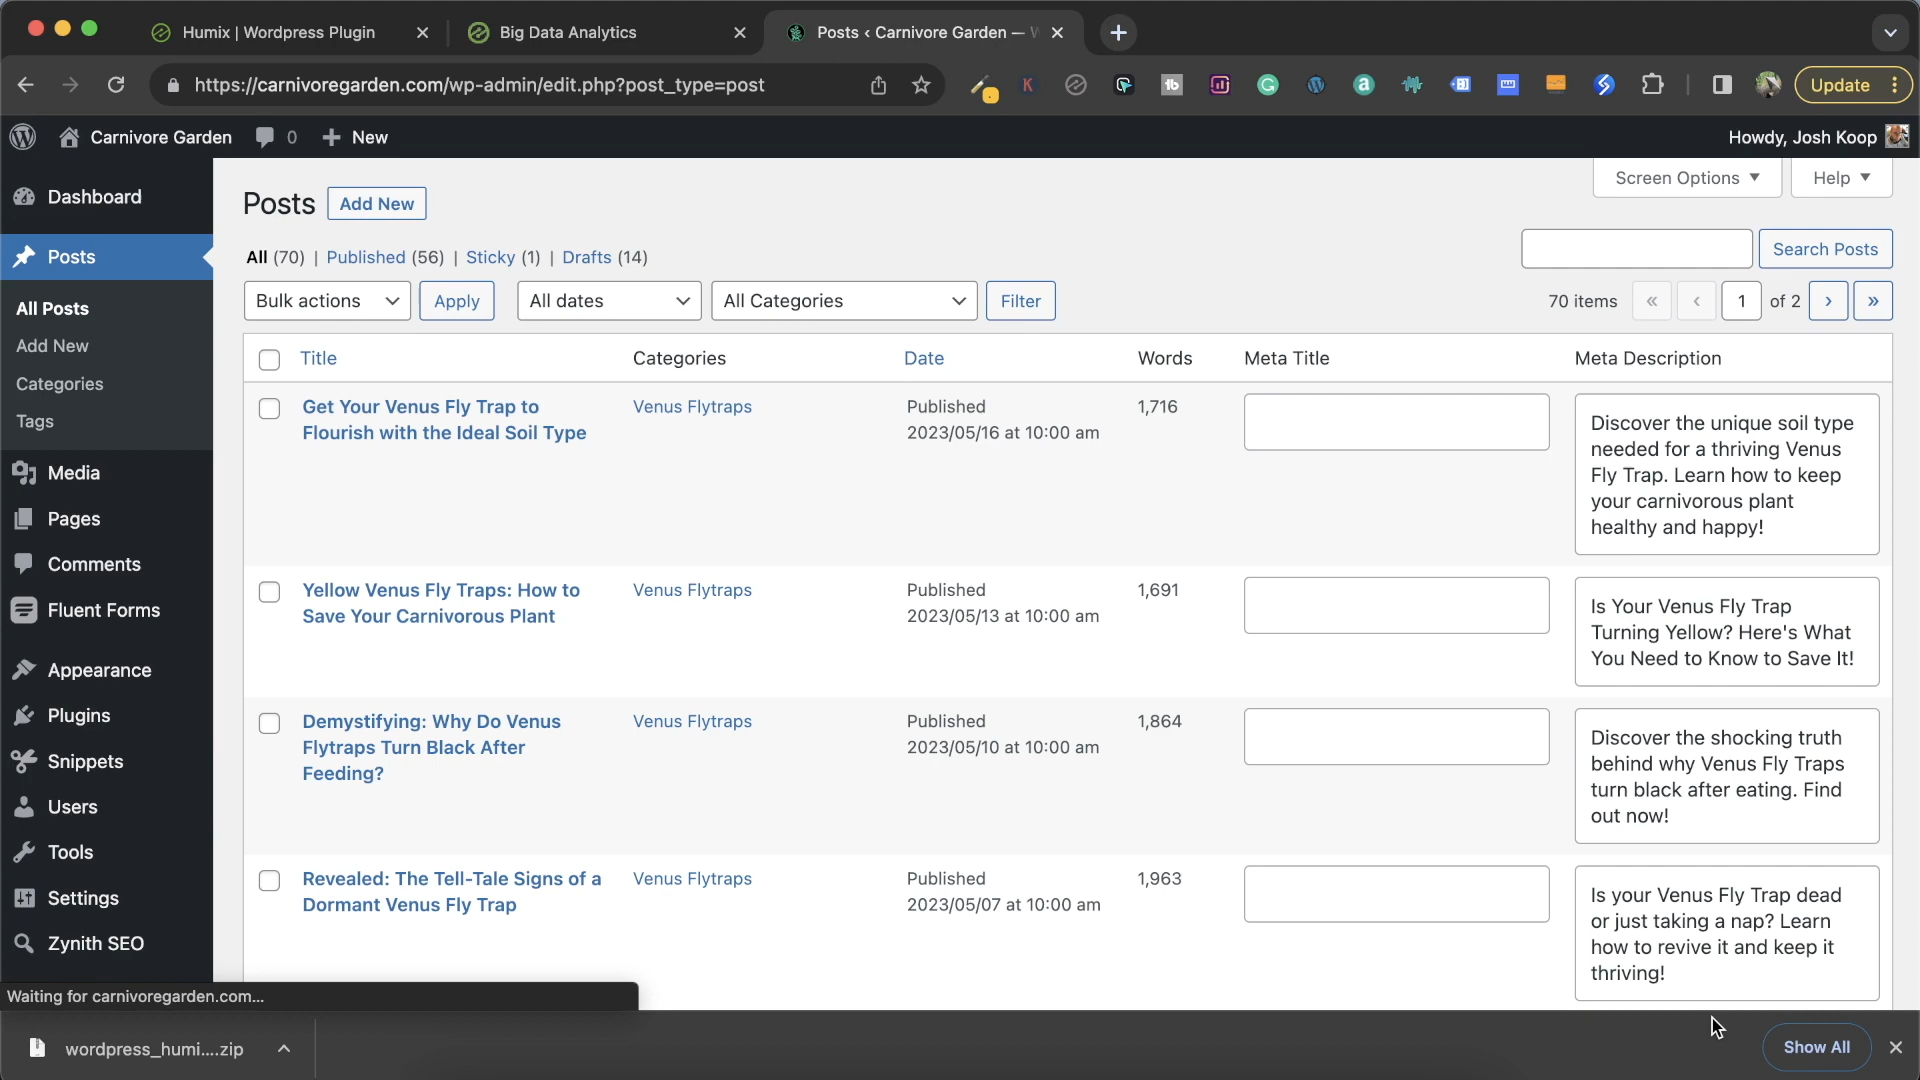 Humix | Wordpress Plugin
Big Data Analytics
Posts ‹ Carnivore Garden —
https://carnivoregarden.com/wp-admin/edit.php?post_type=post
Update
Carnivore Garden
0
New
Howdy, Josh Koop
Dashboard
Posts
All Posts
Add New
Categories
Tags
Media
Pages
Comments
Fluent Forms
Appearance
Plugins
Snippets
Users
Tools
Settings
Zynith SEO
Screen Options
Help
Posts
Add New
All (70) | Published (56) | Sticky (1) | Drafts (14)
Search Posts
Bulk actions
Apply
All dates
All Categories
Filter
70 items « ‹ 1 of 2 › »
Title
Categories
Date
Words
Meta Title
Meta Description
Get Your Venus Fly Trap to
Flourish with the Ideal Soil Type
Venus Flytraps
Published
2023/05/16 at 10:00 am
1,716
Discover the unique soil type
needed for a thriving Venus
Fly Trap. Learn how to keep
your carnivorous plant
healthy and happy!
Yellow Venus Fly Traps: How to
Save Your Carnivorous Plant
Venus Flytraps
Published
2023/05/13 at 10:00 am
1,691
Is Your Venus Fly Trap
Turning Yellow? Here's What
You Need to Know to Save It!
Demystifying: Why Do Venus
Flytraps Turn Black After
Feeding?
Venus Flytraps
Published
2023/05/10 at 10:00 am
1,864
Discover the shocking truth
behind why Venus Fly Traps
turn black after eating. Find
out now!
Revealed: The Tell-Tale Signs of a
Dormant Venus Fly Trap
Venus Flytraps
Published
2023/05/07 at 10:00 am
1,963
Is your Venus Fly Trap dead
or just taking a nap? Learn
how to revive it and keep it
thriving!
Waiting for carnivoregarden.com...
wordpress_humi....zip
Show All